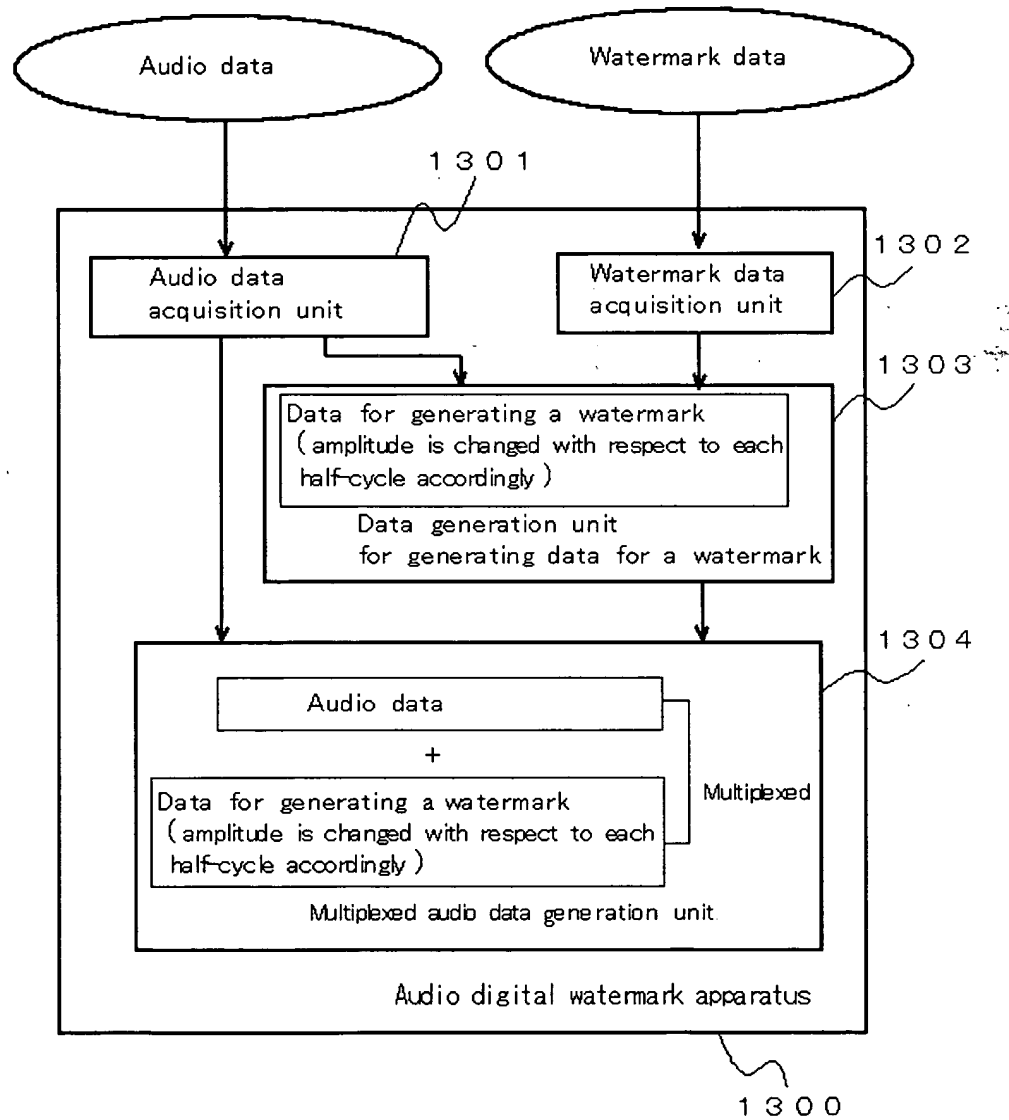 Audio data
Watermark data
1301
1302
Audio data
acquisition unit
Watermark data
acquisition unit
1303
Data for generating a watermark
(amplitude is changed with respect to each
half-cycle accordingly)
Data generation unit
for generating data for a watermark
1304
Audio data
+
Multiplexed
Data for generating a watermark
(amplitude is changed with respect to each
half-cycle accordingly)
Multiplexed audio data generation unit
Audio digital watermark apparatus
1300